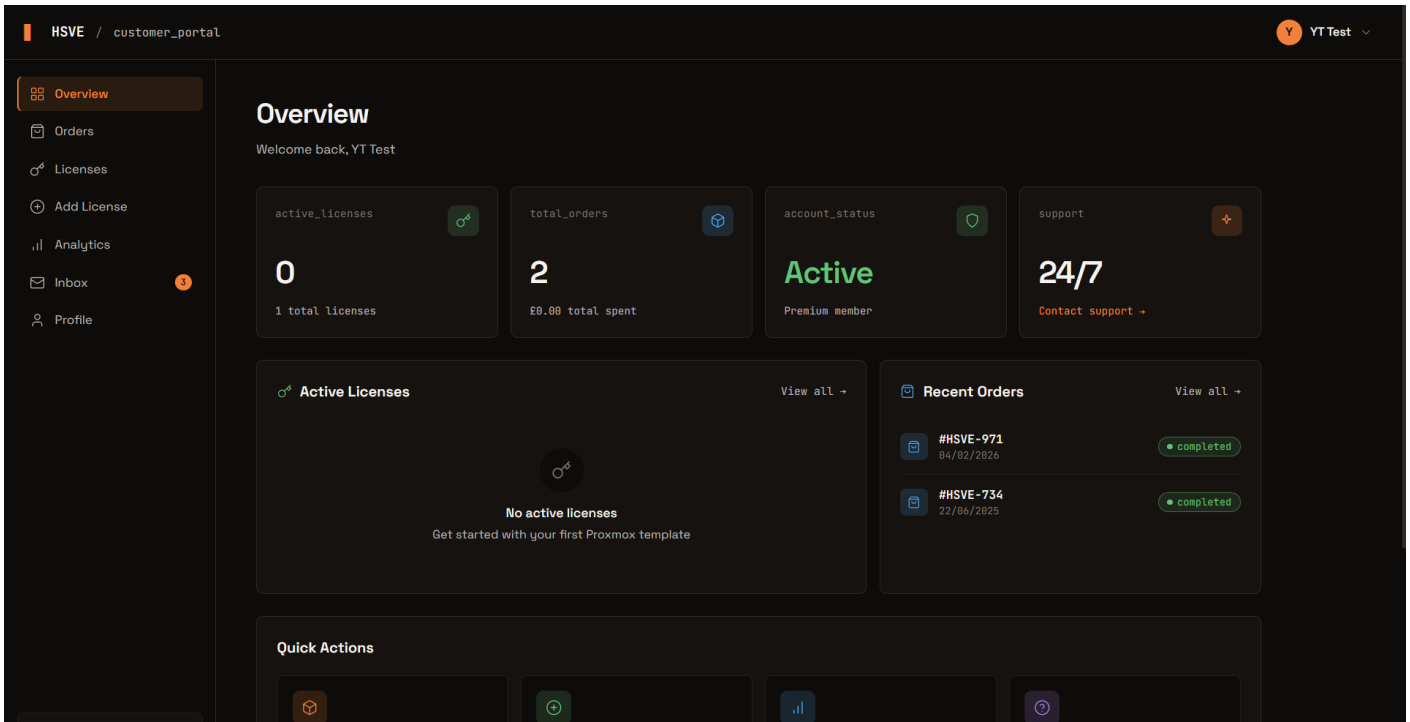 HSVE / customer_portal
Y YT Test
Overview
Orders
Licenses
Add License
Analytics
Inbox 3
Profile
Overview
Welcome back, YT Test
active_licenses
0
1 total licenses
total_orders
2
£0.00 total spent
account_status
Active
Premium member
support
24/7
Contact support →
Active Licenses
View all →
No active licenses
Get started with your first Proxmox template
Recent Orders
View all →
#HSVE-971
04/02/2026
completed
#HSVE-734
22/06/2025
completed
Quick Actions